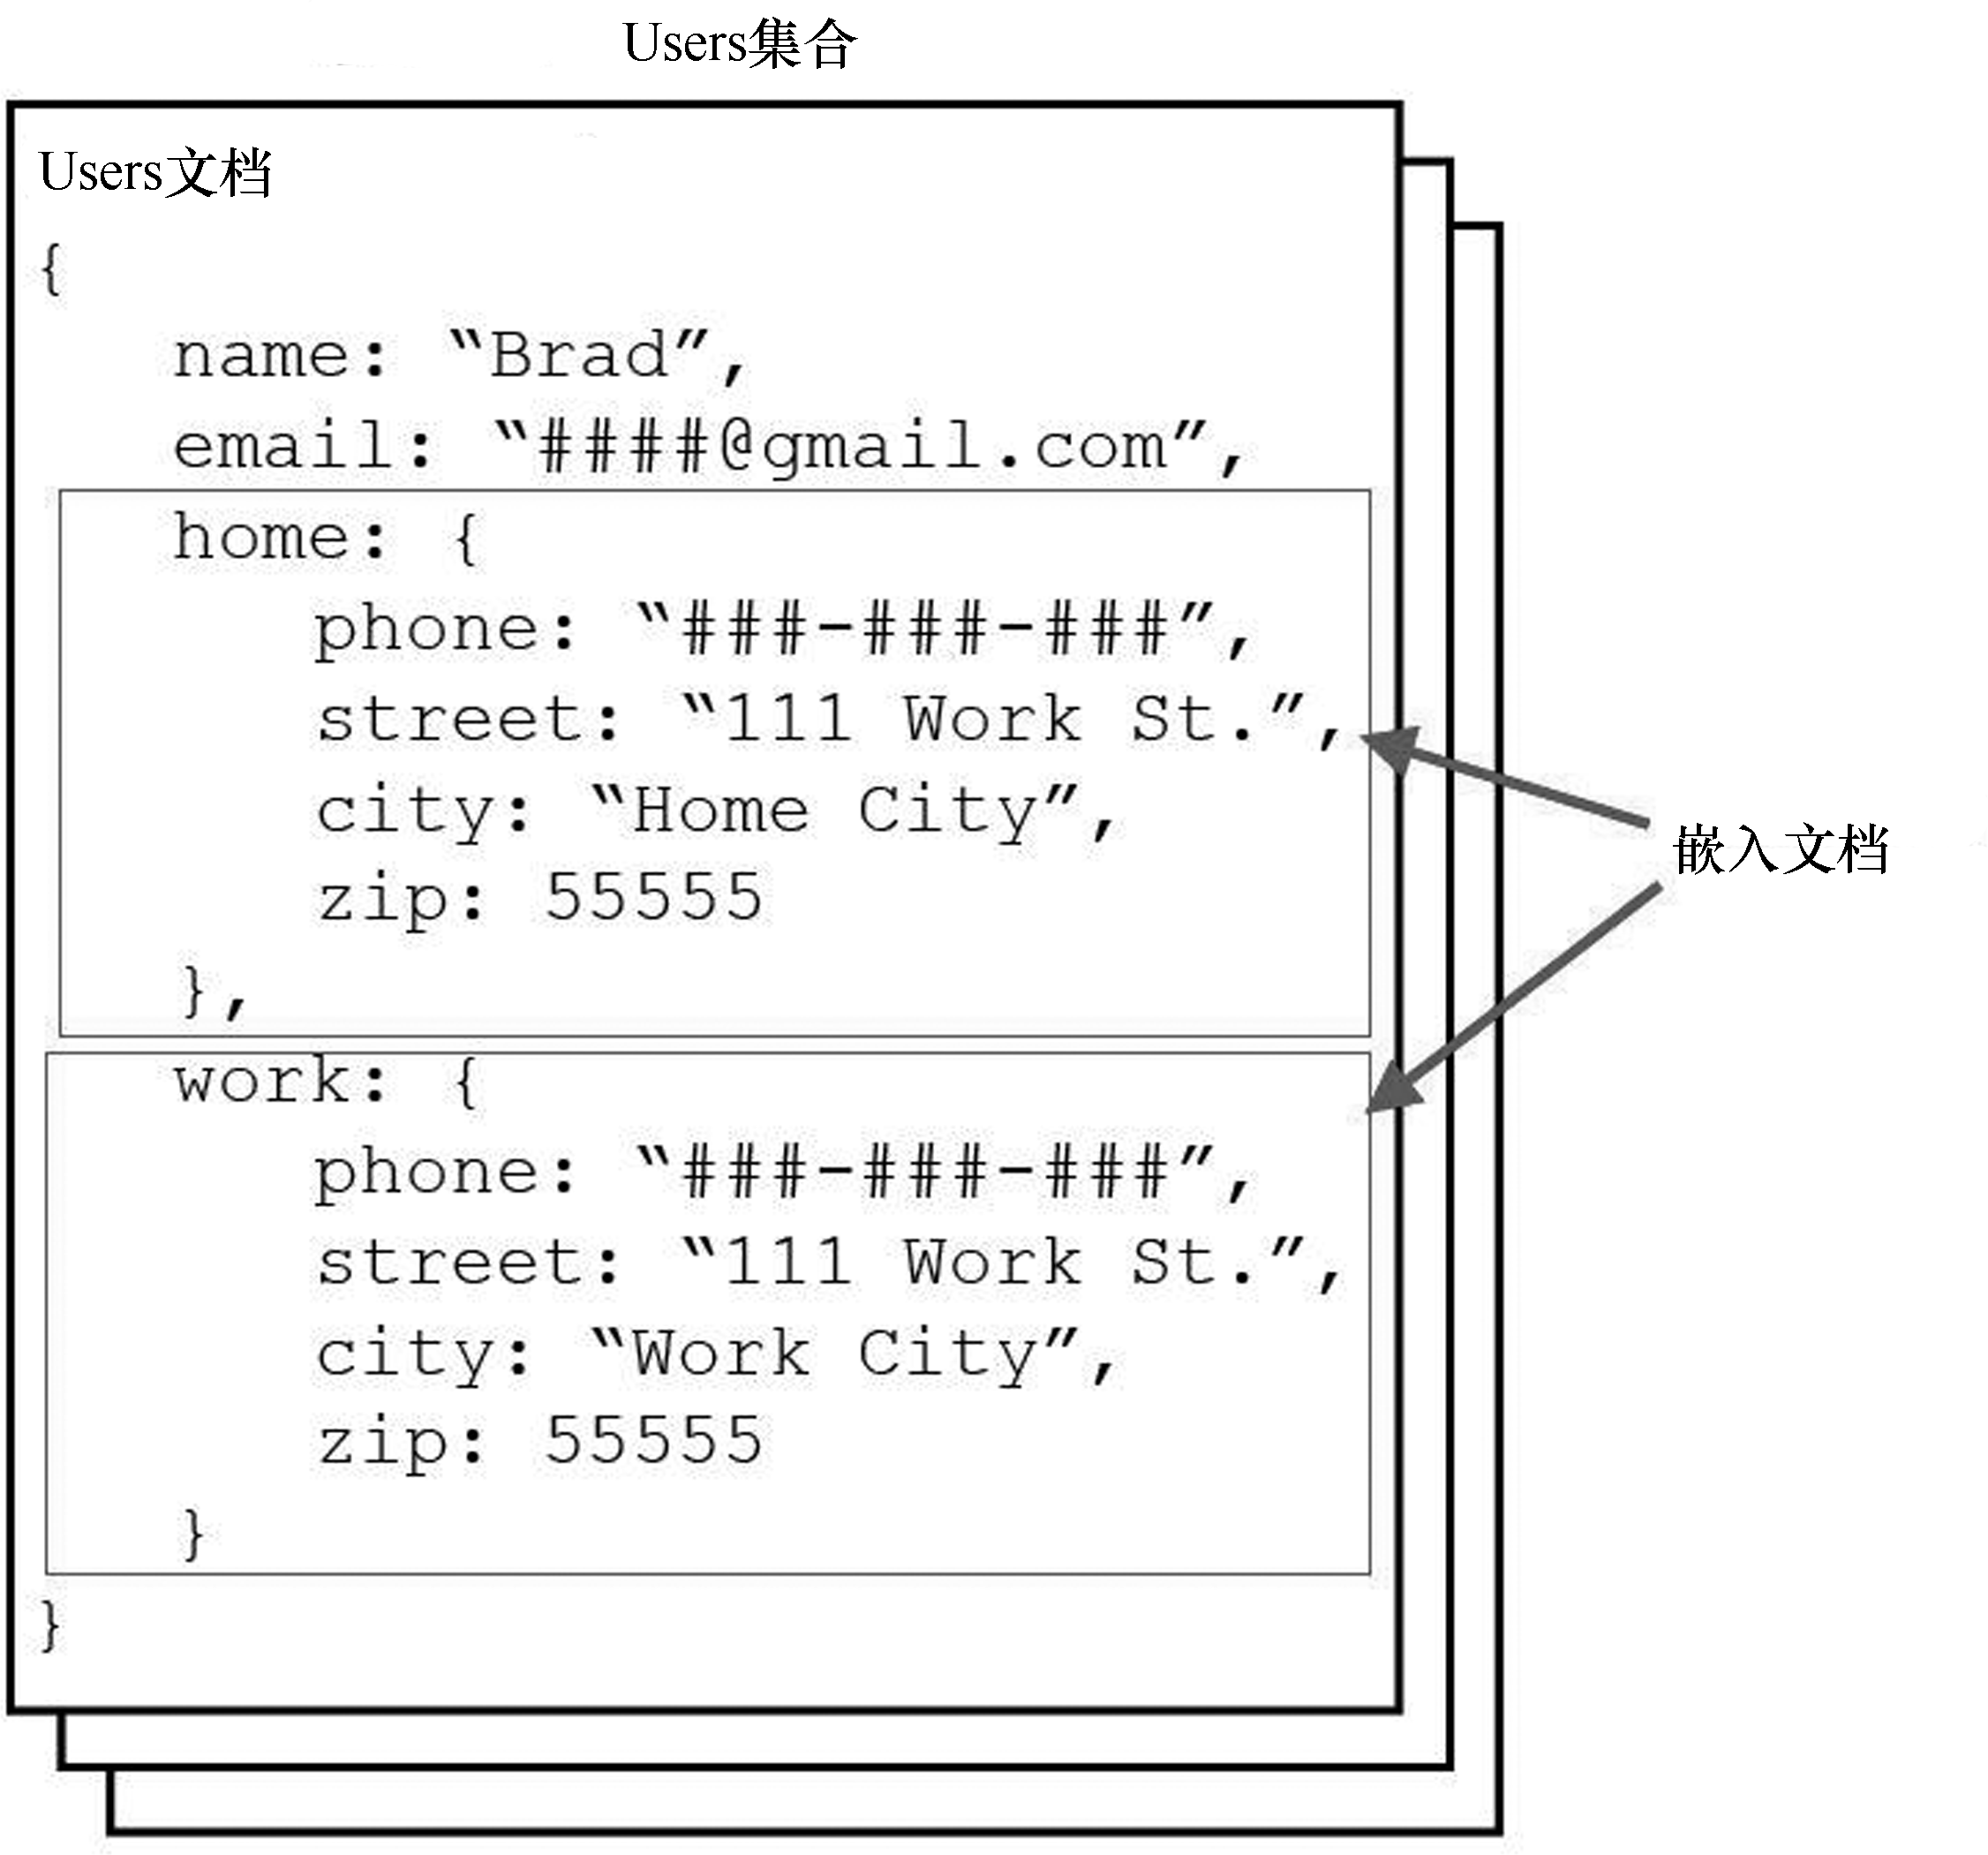 Users集合
Users文档
{
name: “Brad”,
email: “####@gmail.com”,
home: {
phone: “###-###-###”,
street: “111 Work St.”,
city: “Home City”,
zip: 55555
},
嵌入文档
work: {
phone: “###-###-###”,
street: “111 Work St.”,
city: “Work City”,
zip: 55555
}
}